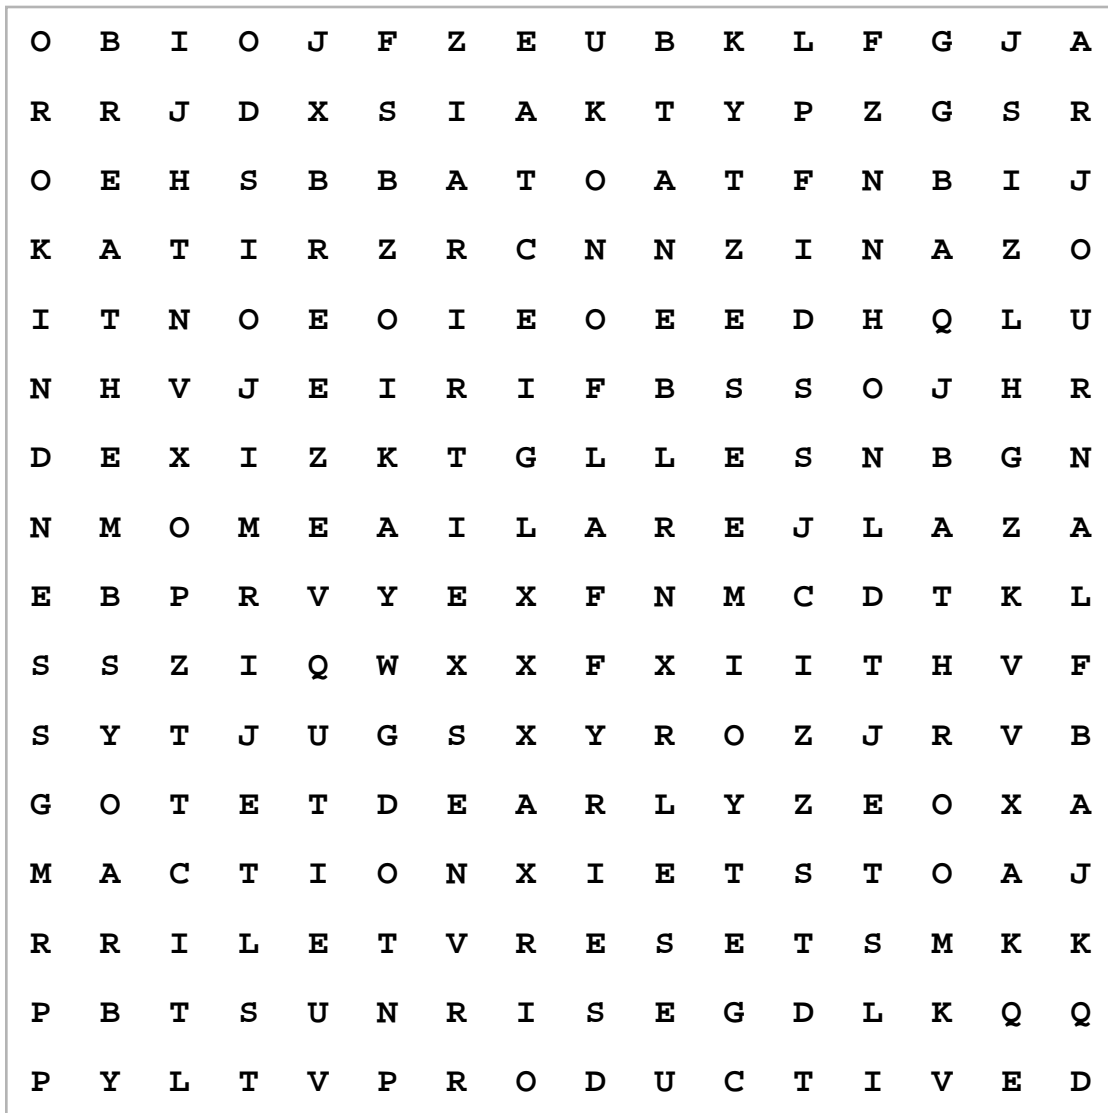 O B I O J F Z E U B K L F G J A
R R J D X S I A K T Y P Z G S R
O E H S B B A T O A T F N B I J
K A T I R Z R C N N Z I N A Z O
I T N O E O I E O E E D H Q L U
N H V J E I R I F B S S O J H R
D E X I Z K T G L L E S N B G N
N M O M E A I L A R E J L A Z A
E B P R V Y E X F N M C D T K L
S S Z I Q W X X F X I I T H V F
S Y T J U G S X Y R O Z J R V B
G O T E T D E A R L Y Z E O X A
M A C T I O N X I E T S T O A J
R R I L E T V R E S E T S M K K
P B T S U N R I S E G D L K Q Q
P Y L T V P R O D U C T I V E D